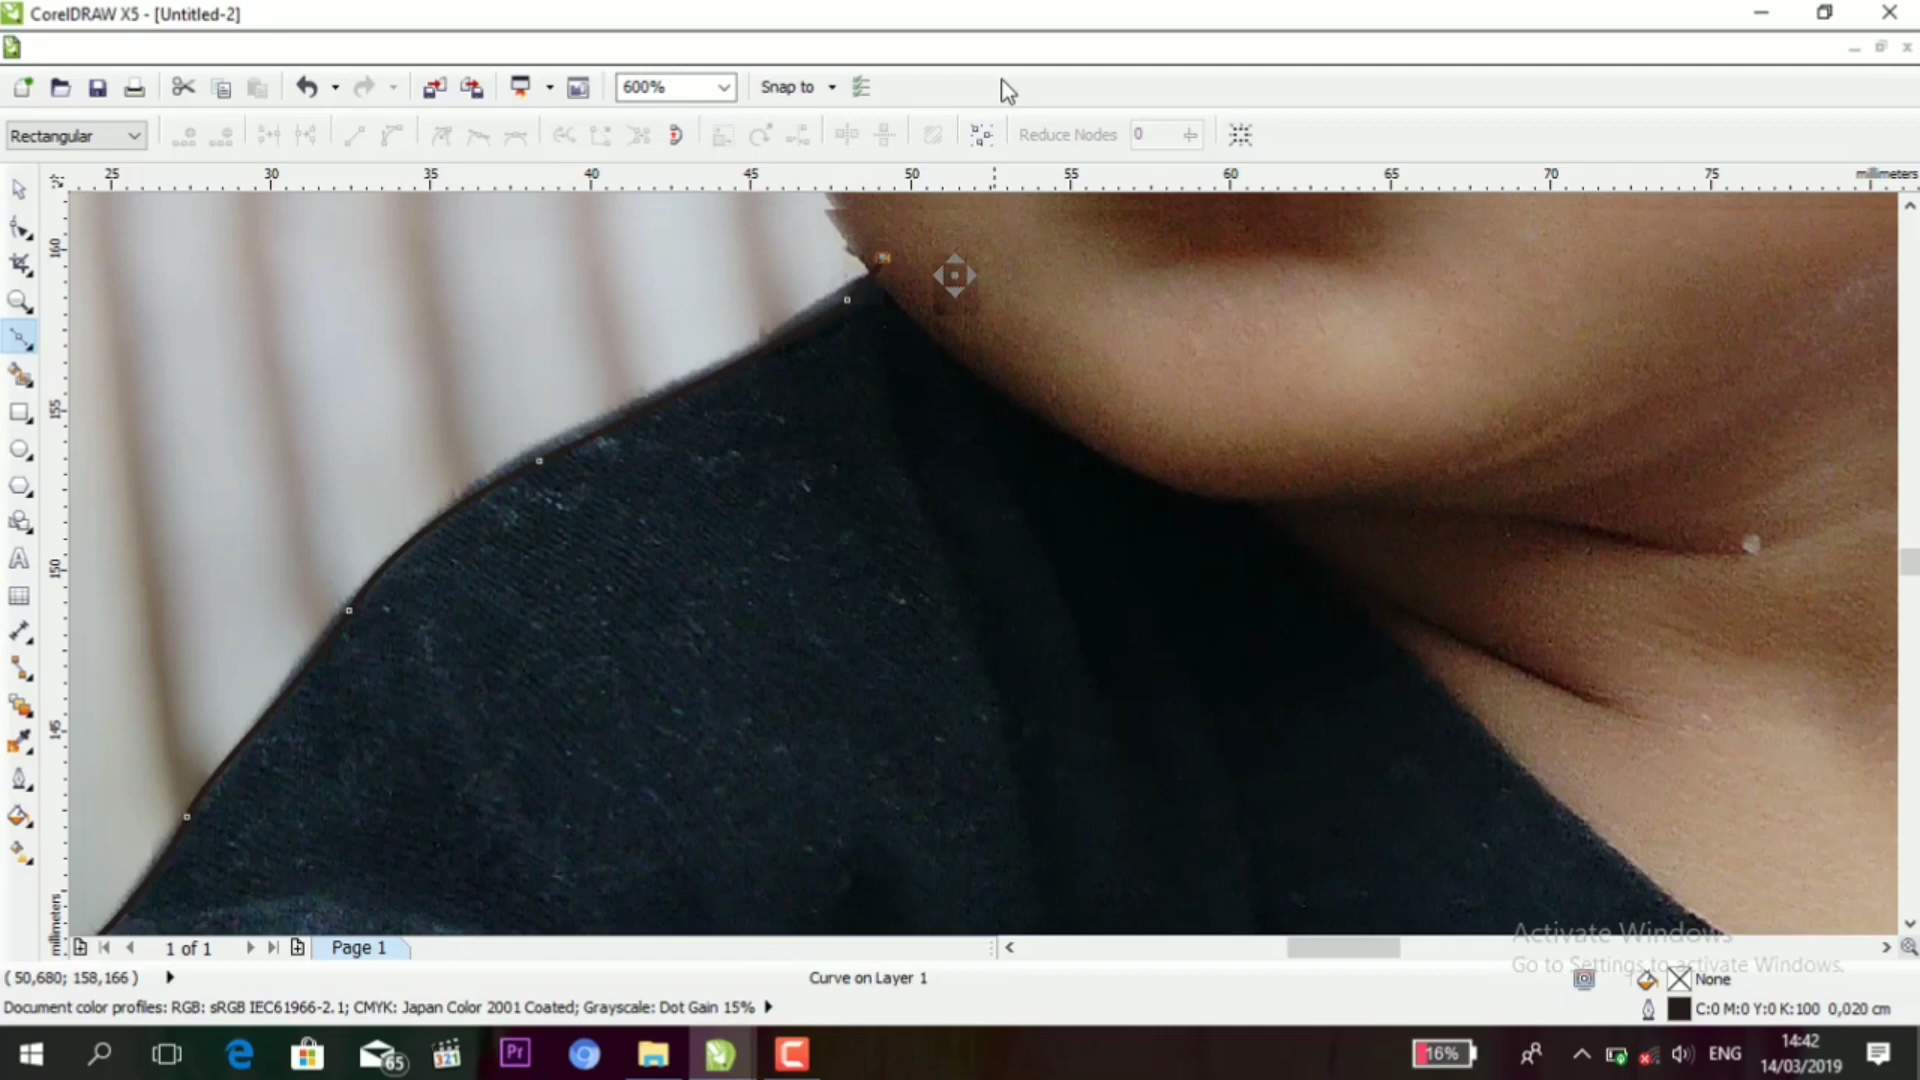 CorelDRAW X5 - [Untitled-2]
600%
Snap to
Rectangular
Reduce Nodes 0
25 30 35 40 45 50 55 60 65 70 75 millimeters
160
155
150
145
millimeters
1 of 1
Page 1
Activate Windows
Go to Settings to activate Windows.
( 50,680; 158,166 )
Curve on Layer 1
None
Document color profiles: RGB: sRGB IEC61966-2.1; CMYK: Japan Color 2001 Coated; Grayscale: Dot Gain 15%
C:0 M:0 Y:0 K:100 0,020 cm
65
321
Pr
16%
ENG
14:42
14/03/2019